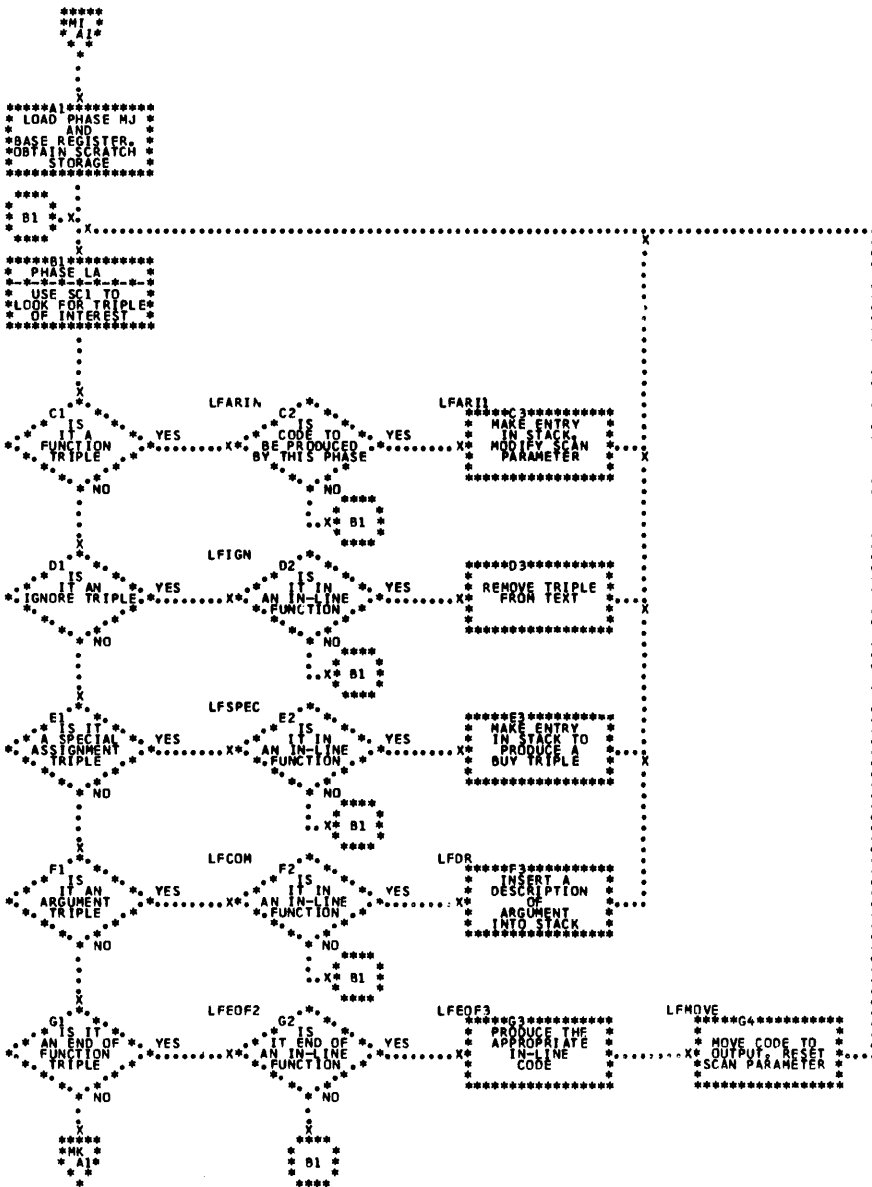 MI
A1
A1
LOAD PHASE MJ
AND
BASE REGISTER.
OBTAIN SCRATCH
STORAGE
B1
B1
PHASE LA
USE SC1 TO
LOOK FOR TRIPLE
OF INTEREST
C1
IS
IT A
FUNCTION
TRIPLE
YES
NO
LFARIN
C2
IS
CODE TO
BE PRODUCED
BY THIS PHASE
YES
NO
B1
LFARI1
C3
MAKE ENTRY
IN STACK.
MODIFY SCAN
PARAMETER
D1
IS
IT AN
IGNORE TRIPLE
YES
NO
LFIGN
D2
IS
IT IN
AN IN-LINE
FUNCTION
YES
NO
B1
D3
REMOVE TRIPLE
FROM TEXT
E1
IS IT
A SPECIAL
ASSIGNMENT
TRIPLE
YES
NO
LFSPEC
E2
IS
IT IN
AN IN-LINE
FUNCTION
YES
NO
B1
E3
MAKE ENTRY
IN STACK TO
PRODUCE A
BUY TRIPLE
F1
IS
IT AN
ARGUMENT
TRIPLE
YES
NO
LFCOM
F2
IS
IT IN
AN IN-LINE
FUNCTION
YES
NO
B1
LFDR
F3
INSERT A
DESCRIPTION
OF
ARGUMENT
INTO STACK
G1
IS IT
AN END OF
FUNCTION
TRIPLE
YES
NO
LFEOF2
G2
IS
IT END OF
AN IN-LINE
FUNCTION
YES
NO
LFEOF3
G3
PRODUCE THE
APPROPRIATE
IN-LINE
CODE
LFMOVE
G4
MOVE CODE TO
OUTPUT. RESET
SCAN PARAMETER
MK
A1
B1